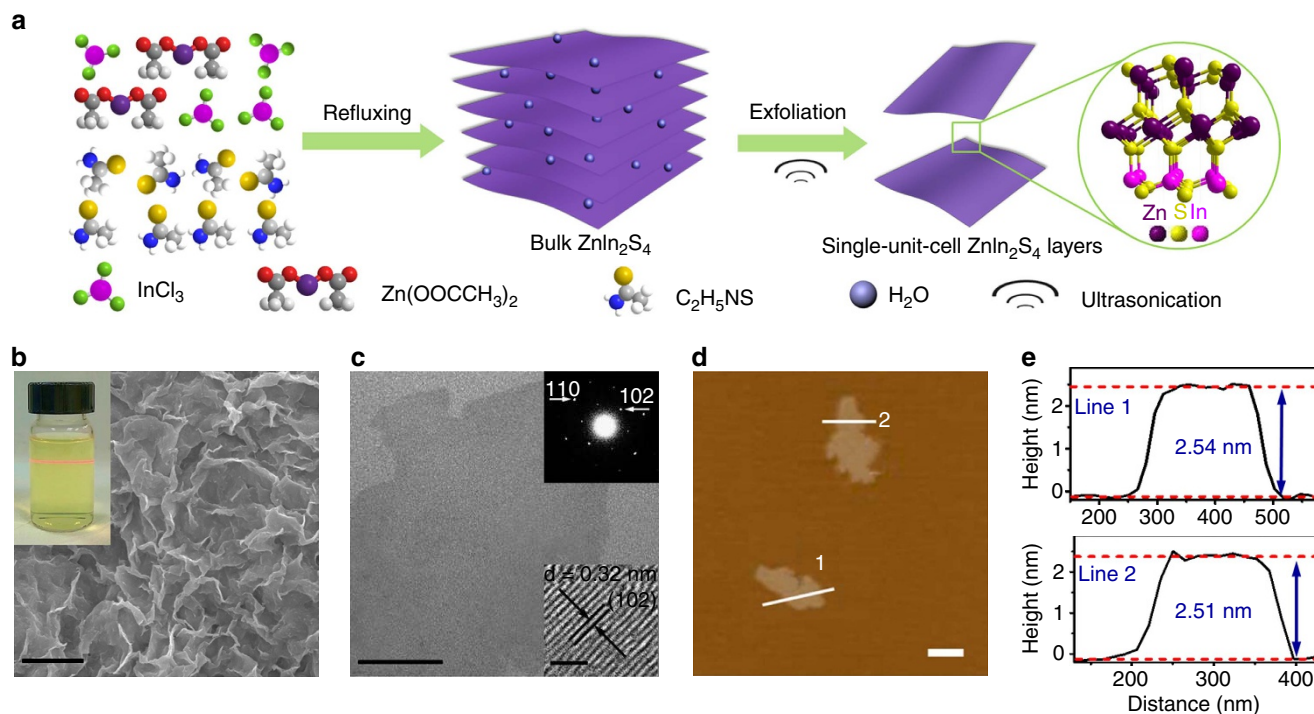 a
Refluxing
Exfoliation
Zn S In
Bulk ZnIn₂S₄
Single-unit-cell ZnIn₂S₄ layers
InCl₃
Zn(OOCCH₃)₂
C₂H₅NS
H₂O
Ultrasonication
b
c
110
102
d = 0.32 nm
(102)
d
2
1
e
Height (nm)
2
1
0
Line 1
2.54 nm
200 300 400 500
Height (nm)
2
1
0
Line 2
2.51 nm
200 300 400
Distance (nm)